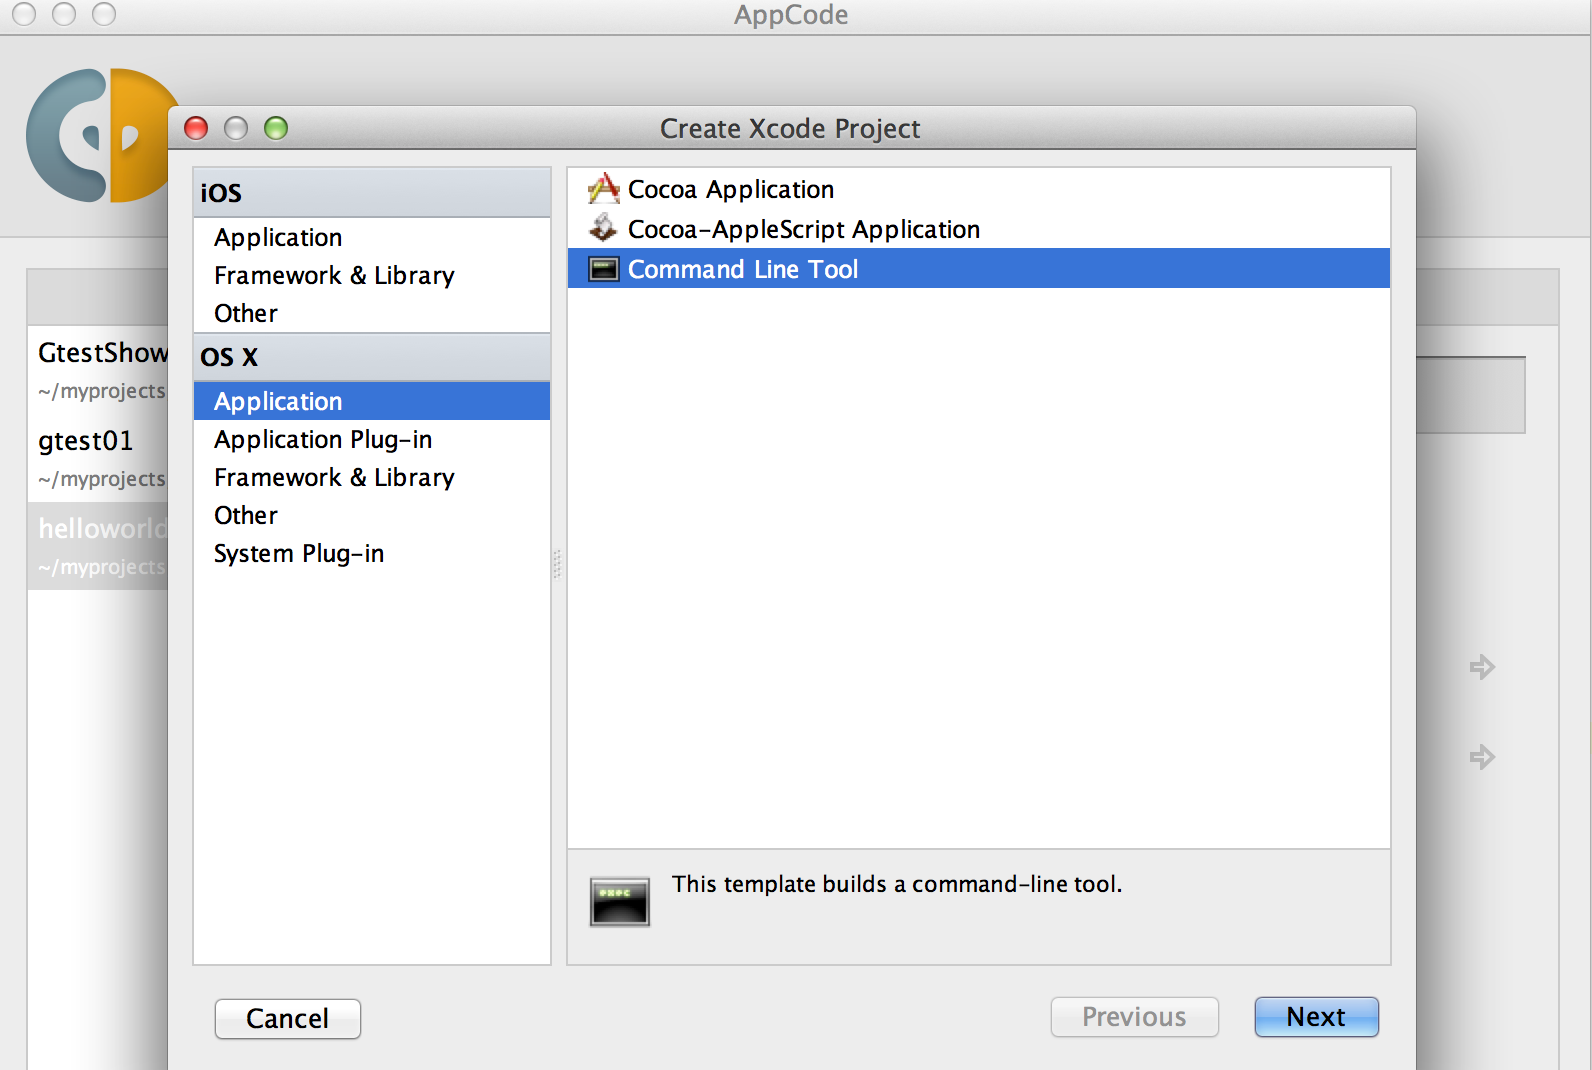 AppCode
Create Xcode Project
iOS
Application
Framework & Library
Other
OS X
Application
Application Plug-in
Framework & Library
Other
System Plug-in
Cocoa Application
Cocoa-AppleScript Application
Command Line Tool
exec
This template builds a command-line tool.
GtestShow
~/myprojects
gtest01
~/myprojects
helloworld
~/myprojects
Cancel
Previous
Next